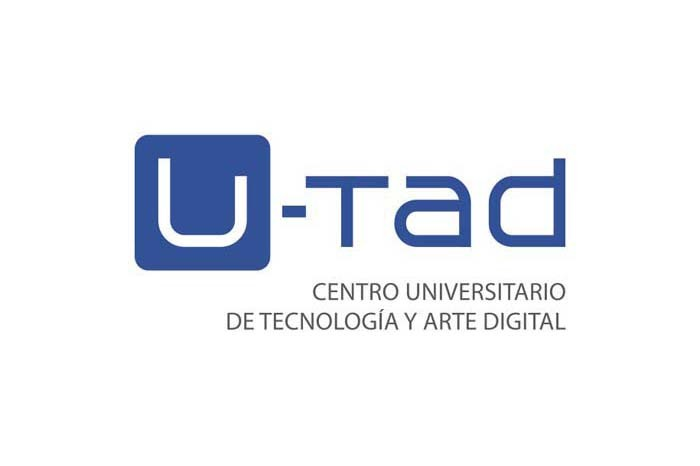 U-tad
CENTRO UNIVERSITARIO
DE TECNOLOGÍA Y ARTE DIGITAL